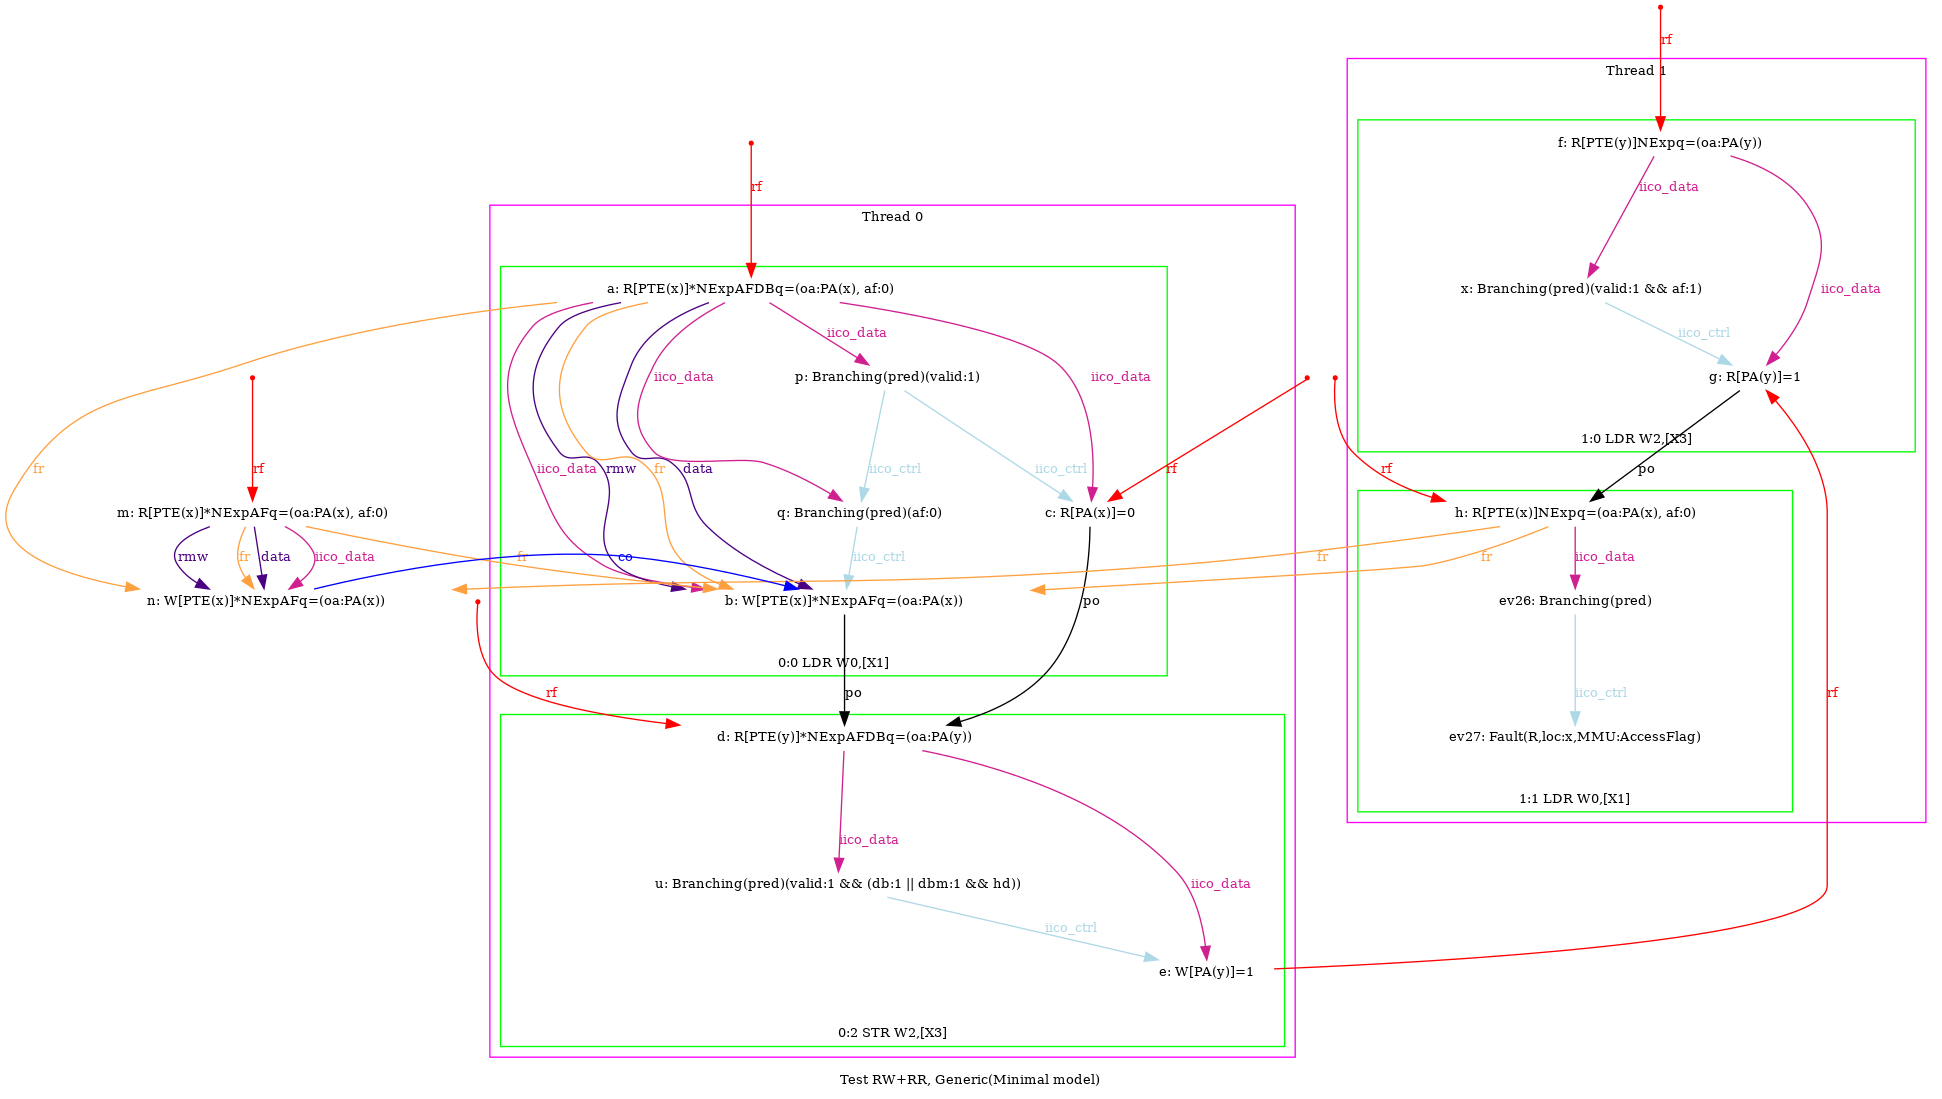 rf
Thread 1
f: R[PTE(y)]NExpq=(oa:PA(y))
rf
iico_data
Thread 0
a: R[PTE(x)]*NExpAFDBq=(oa:PA(x), af:0)
x: Branching(pred)(valid:1 && af:1)
iico_data
iico_data
iico_ctrl
p: Branching(pred)(valid:1)
iico_data
iico_data
g: R[PA(y)]=1
1:0 LDR W2,[X3]
fr
rf
iico_data
rmw
fr
data
iico_ctrl
iico_ctrl
rf
rf
po
m: R[PTE(x)]*NExpAFq=(oa:PA(x), af:0)
q: Branching(pred)(af:0)
c: R[PA(x)]=0
h: R[PTE(x)]NExpq=(oa:PA(x), af:0)
rmw
fr
data
iico_data
fr
co
iico_ctrl
fr
fr
iico_data
n: W[PTE(x)]*NExpAFq=(oa:PA(x))
b: W[PTE(x)]*NExpAFq=(oa:PA(x))
po
ev26: Branching(pred)
0:0 LDR W0,[X1]
rf
po
iico_ctrl
rf
d: R[PTE(y)]*NExpAFDBq=(oa:PA(y))
ev27: Fault(R,loc:x,MMU:AccessFlag)
1:1 LDR W0,[X1]
iico_data
u: Branching(pred)(valid:1 && (db:1 || dbm:1 && hd))
iico_data
iico_ctrl
e: W[PA(y)]=1
0:2 STR W2,[X3]
Test RW+RR, Generic(Minimal model)